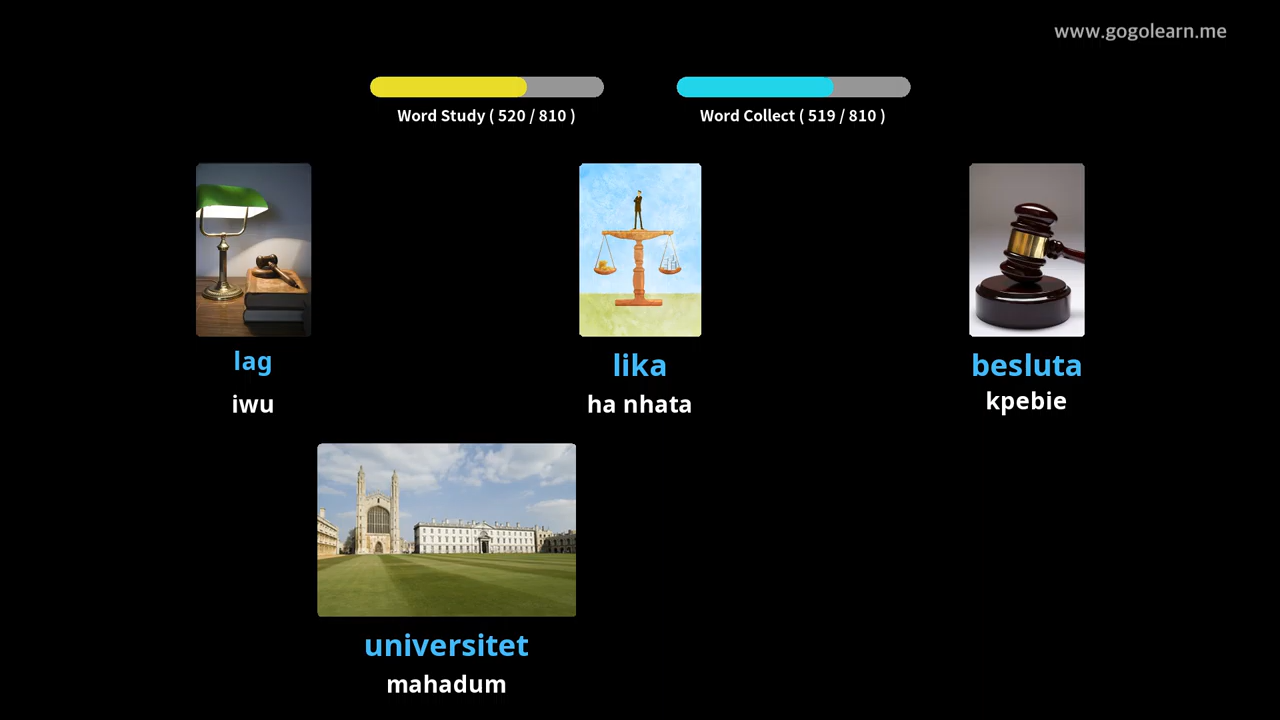 www.gogolearn.me
Word Study ( 520 / 810 )
Word Collect ( 519 / 810 )
lag
iwu
lika
ha nhata
besluta
kpebie
universitet
mahadum